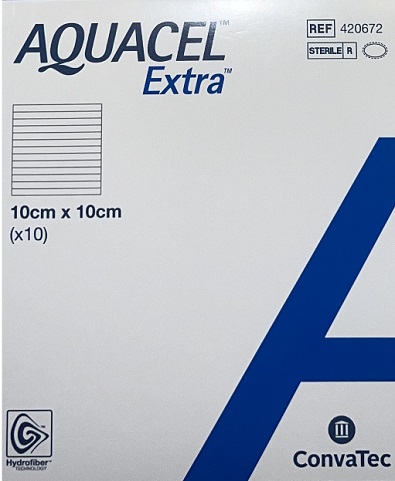 AQUACEL™
Extra™
REF 420672
STERILE R
10cm x 10cm
(x10)
Hydrofiber™
TECHNOLOGY
ConvaTec